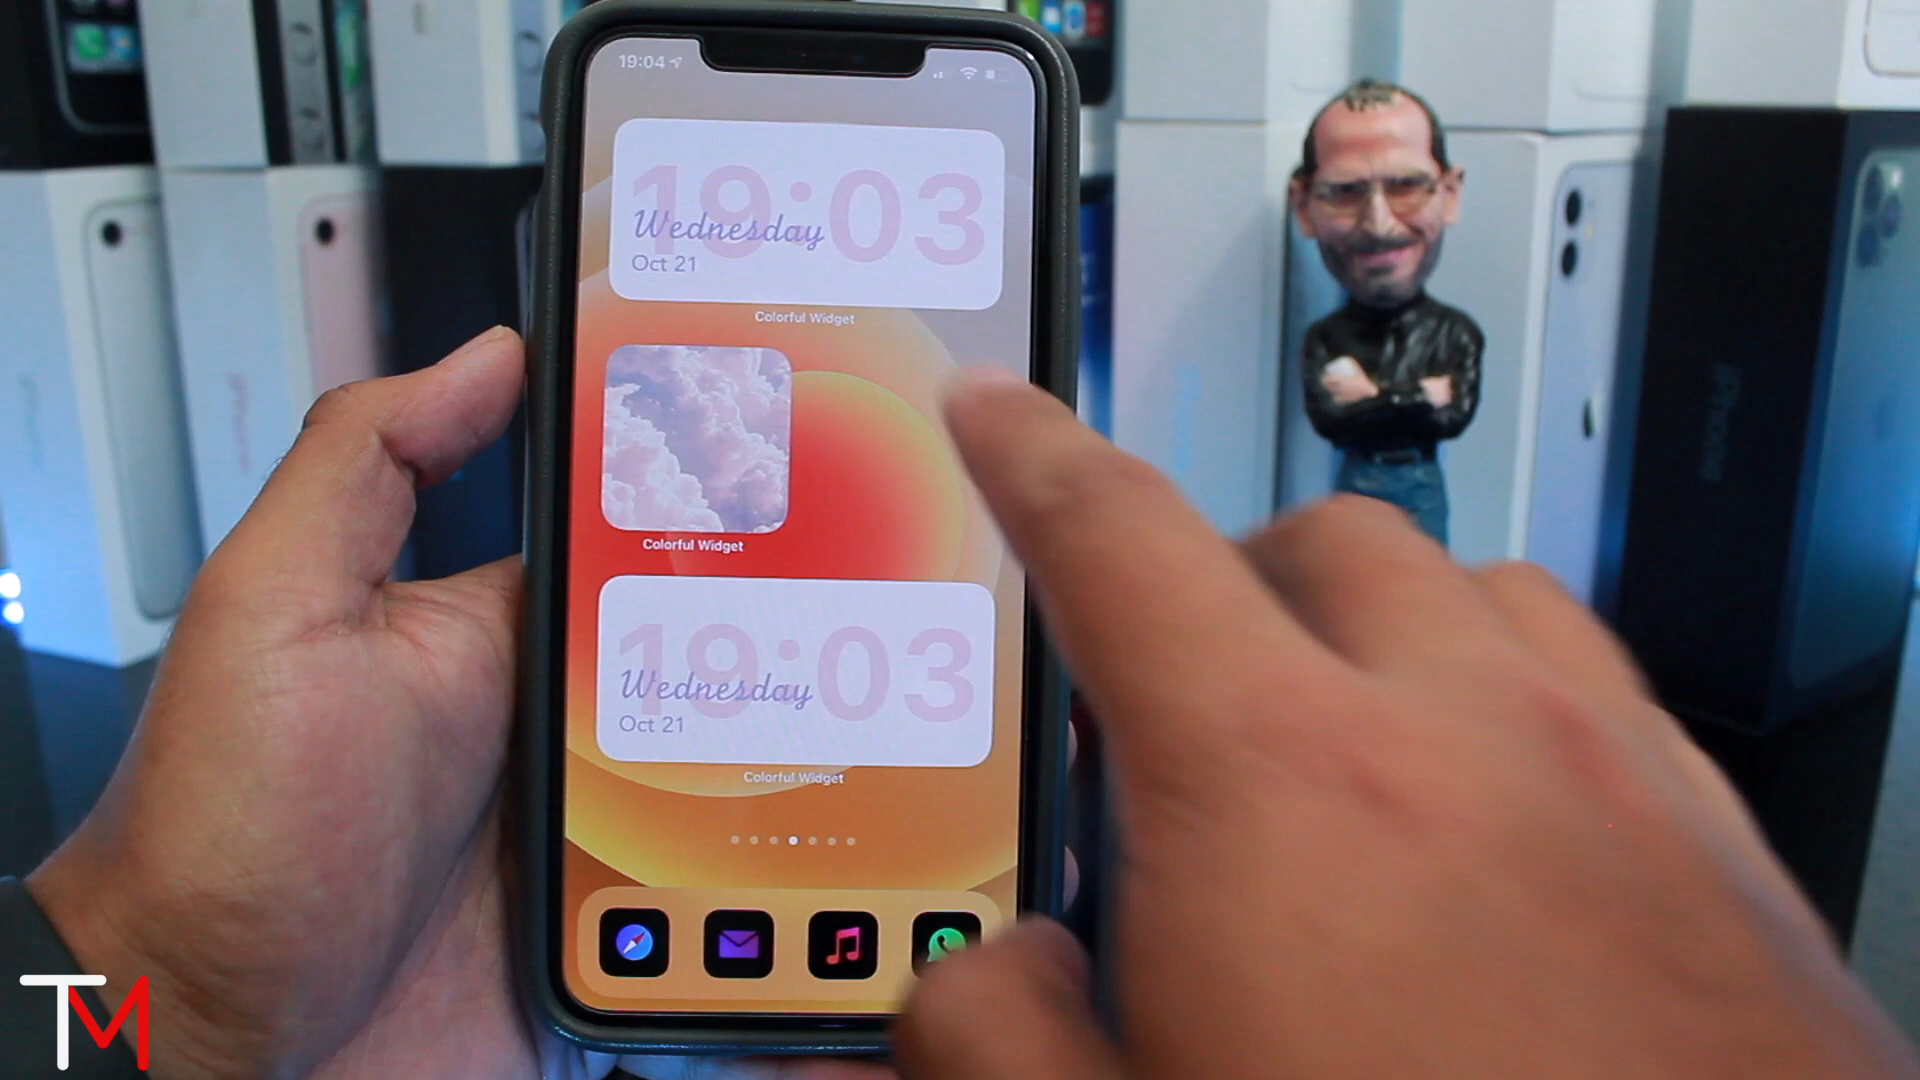 19:04
19:03
Wednesday
Oct 21
Colorful Widget
Colorful Widget
19:03
Wednesday
Oct 21
Colorful Widget
iPhone
TM